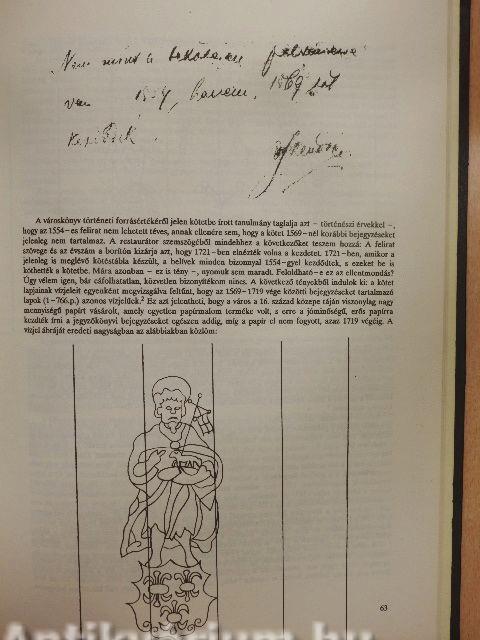 "Nem mint a
van 1554, hanem 1569 től
kezdődik.
A városkönyv történeti forrásértékéről jelen kötetbe írott tanulmány taglalja azt – történészi érvekkel –,
hogy az 1554–es felirat nem lehetett téves, annak ellenére sem, hogy a kötet 1569–nél korábbi bejegyzéseket
jelenleg nem tartalmaz. A restaurátor szemszögéből mindehhez a következőket teszem hozzá: A felirat
szövege és az évszám a borítón kizárja azt, hogy 1721–ben elnézték volna a kezdetet. 1721–ben, amikor a
jelenleg is meglévő kötéstábla készült, a belívek minden bizonnyal 1554–gyel kezdődtek, s ezeket be is
köthették a kötetbe. Mára azonban – ez is tény –, nyomuk sem maradt. Feloldható–e ez az ellentmondás?
Úgy vélem igen, bár cáfolhatatlan, közvetlen bizonyítékom nincs. A következő tényekből indulok ki: a kötet
lapjainak vízjeleit egyenként megvizsgálva feltűnt, hogy az 1569–1719 vége közötti bejegyzéseket tartalmazó
lapok (1–766.p.) azonos vízjelűek.² Ez azt jelentheti, hogy a város a 16. század közepe táján viszonylag nagy
mennyiségű papírt vásárolt, amely egyetlen papírmalom terméke volt, s erre a jóminőségű, erős papírra
kezdték írni a jegyzőkönyvi bejegyzéseket egészen addig, míg a papír el nem fogyott, azaz 1719 végéig. A
vízjel ábráját eredeti nagyságban az alábbiakban közlöm:
63
Antikvarium.hu